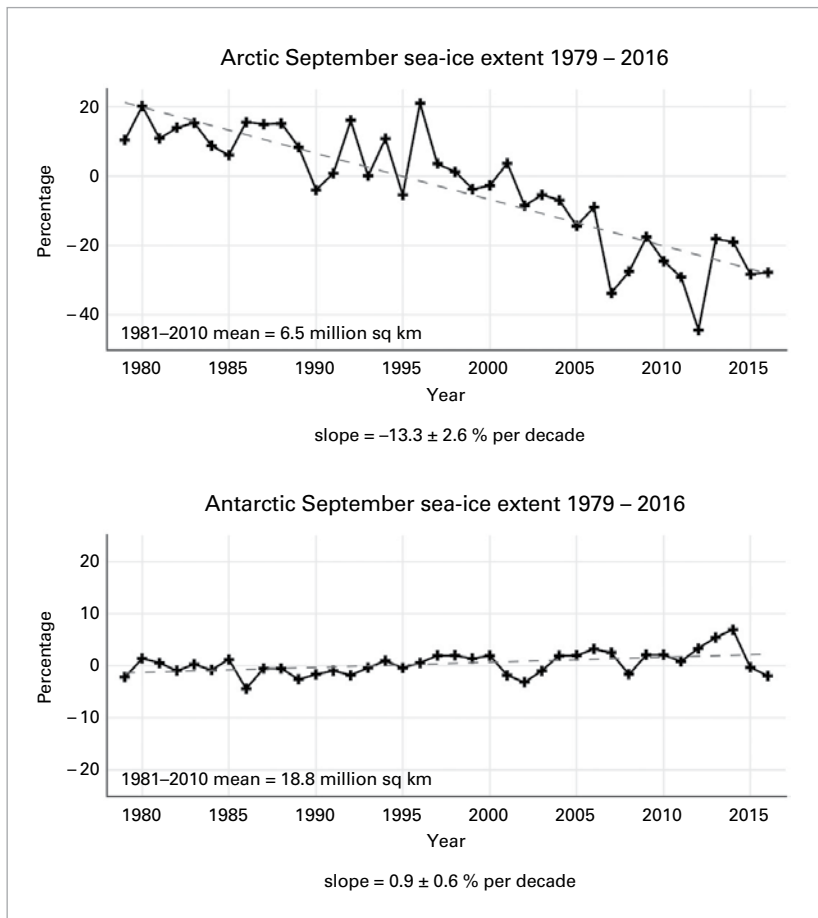 Arctic September sea-ice extent 1979 – 2016
Percentage
20
0
–20
–40
1981–2010 mean = 6.5 million sq km
1980 1985 1990 1995 2000 2005 2010 2015
Year
slope = –13.3 ± 2.6 % per decade
Antarctic September sea-ice extent 1979 – 2016
Percentage
20
10
0
–10
–20
1981–2010 mean = 18.8 million sq km
1980 1985 1990 1995 2000 2005 2010 2015
Year
slope = 0.9 ± 0.6 % per decade